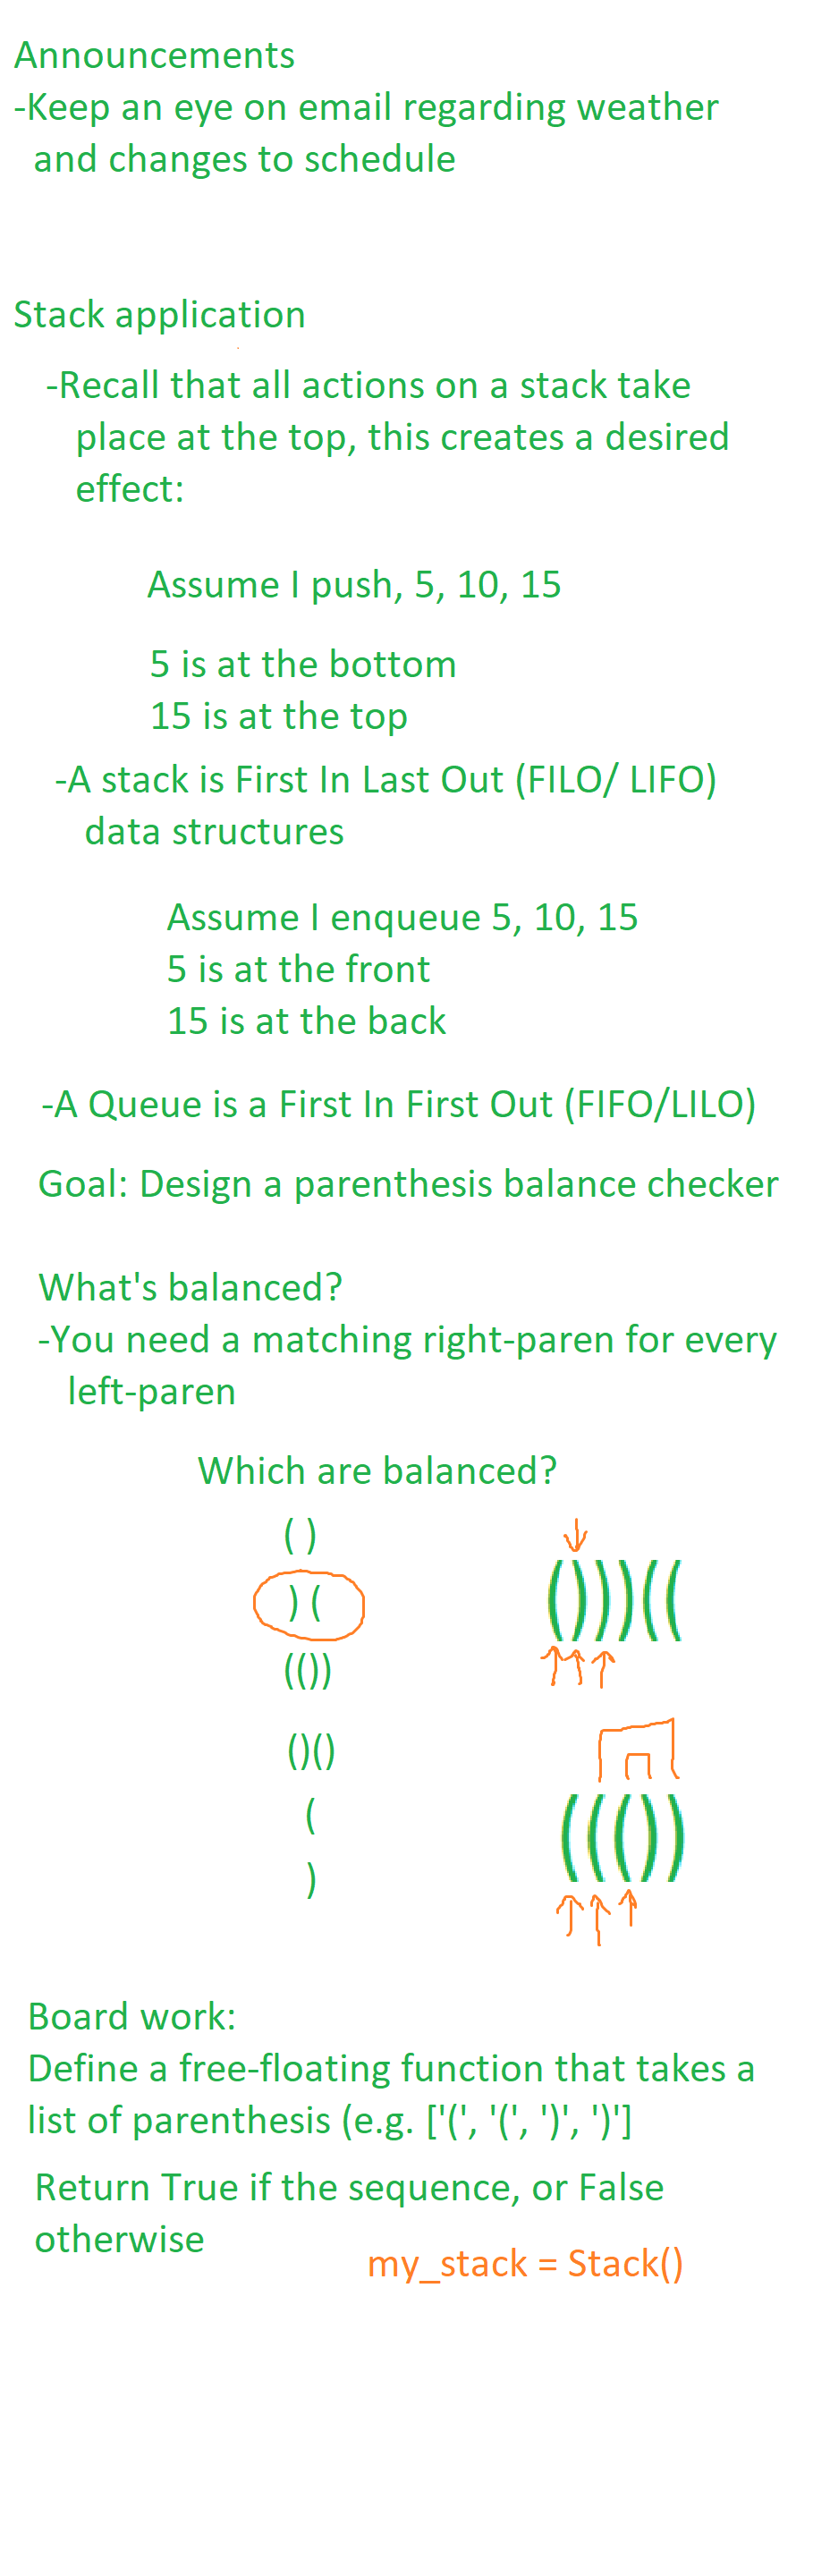 Announcements
-Keep an eye on email regarding weather
and changes to schedule
Stack application
-Recall that all actions on a stack take
place at the top, this creates a desired
effect:
Assume I push, 5, 10, 15
5 is at the bottom
15 is at the top
-A stack is First In Last Out (FILO/ LIFO)
data structures
Assume I enqueue 5, 10, 15
5 is at the front
15 is at the back
-A Queue is a First In First Out (FIFO/LILO)
Goal: Design a parenthesis balance checker
What's balanced?
-You need a matching right-paren for every
left-paren
Which are balanced?
( )
) (
(())
()()
(
)
()))((
((())
Board work:
Define a free-floating function that takes a
list of parenthesis (e.g. ['(', '(', ')', ')']
Return True if the sequence, or False
otherwise
my_stack = Stack()